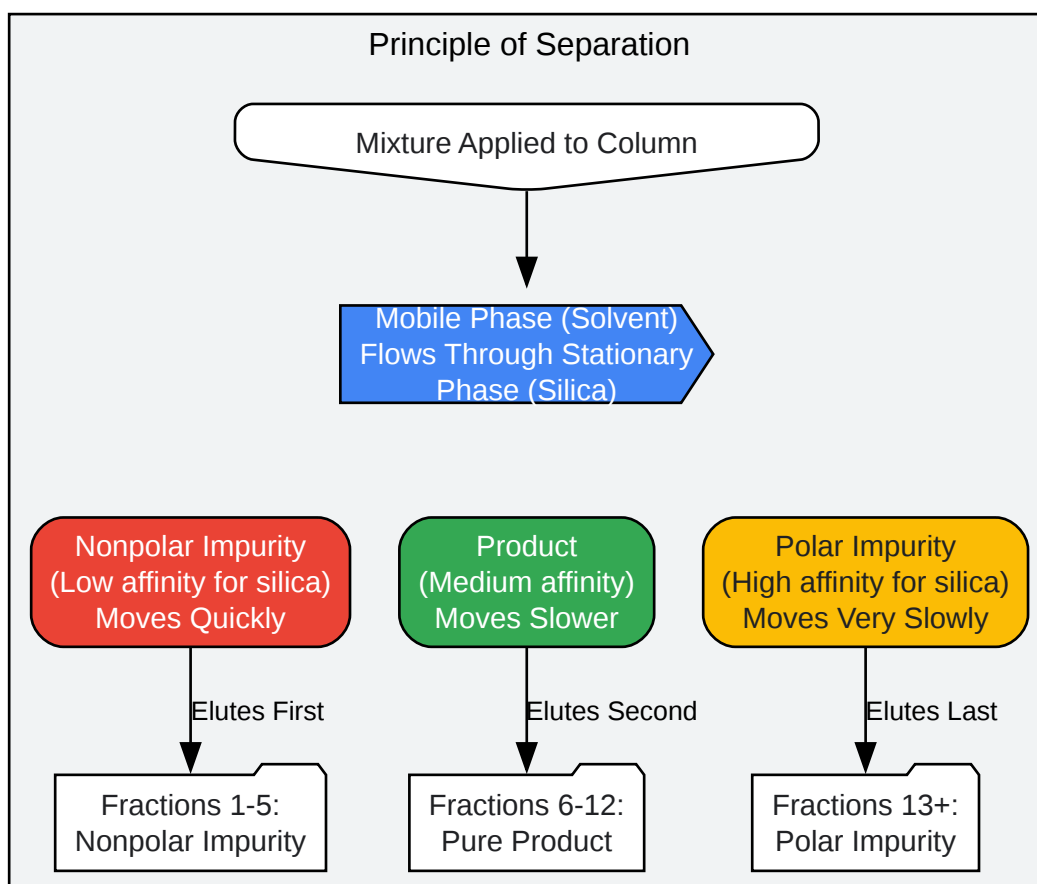 Principle of Separation
Mixture Applied to Column
Mobile Phase (Solvent)
Flows Through Stationary
Phase (Silica)
Nonpolar Impurity
(Low affinity for silica)
Moves Quickly
Product
(Medium affinity)
Moves Slower
Polar Impurity
(High affinity for silica)
Moves Very Slowly
Elutes First
Elutes Second
Elutes Last
Fractions 1-5:
Nonpolar Impurity
Fractions 6-12:
Pure Product
Fractions 13+:
Polar Impurity